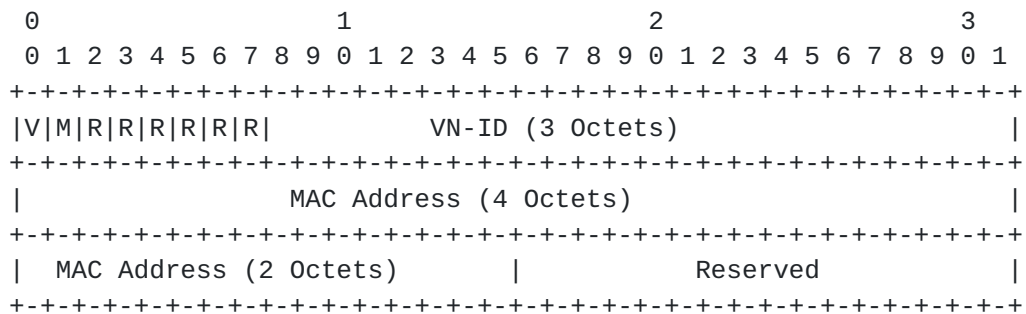 0                   1                   2                   3
 0 1 2 3 4 5 6 7 8 9 0 1 2 3 4 5 6 7 8 9 0 1 2 3 4 5 6 7 8 9 0 1
+-+-+-+-+-+-+-+-+-+-+-+-+-+-+-+-+-+-+-+-+-+-+-+-+-+-+-+-+-+-+-+-+
|V|M|R|R|R|R|R|R|          VN-ID (3 Octets)                     |
+-+-+-+-+-+-+-+-+-+-+-+-+-+-+-+-+-+-+-+-+-+-+-+-+-+-+-+-+-+-+-+-+
|                 MAC Address (4 Octets)                        |
+-+-+-+-+-+-+-+-+-+-+-+-+-+-+-+-+-+-+-+-+-+-+-+-+-+-+-+-+-+-+-+-+
|  MAC Address (2 Octets)       |           Reserved            |
+-+-+-+-+-+-+-+-+-+-+-+-+-+-+-+-+-+-+-+-+-+-+-+-+-+-+-+-+-+-+-+-+